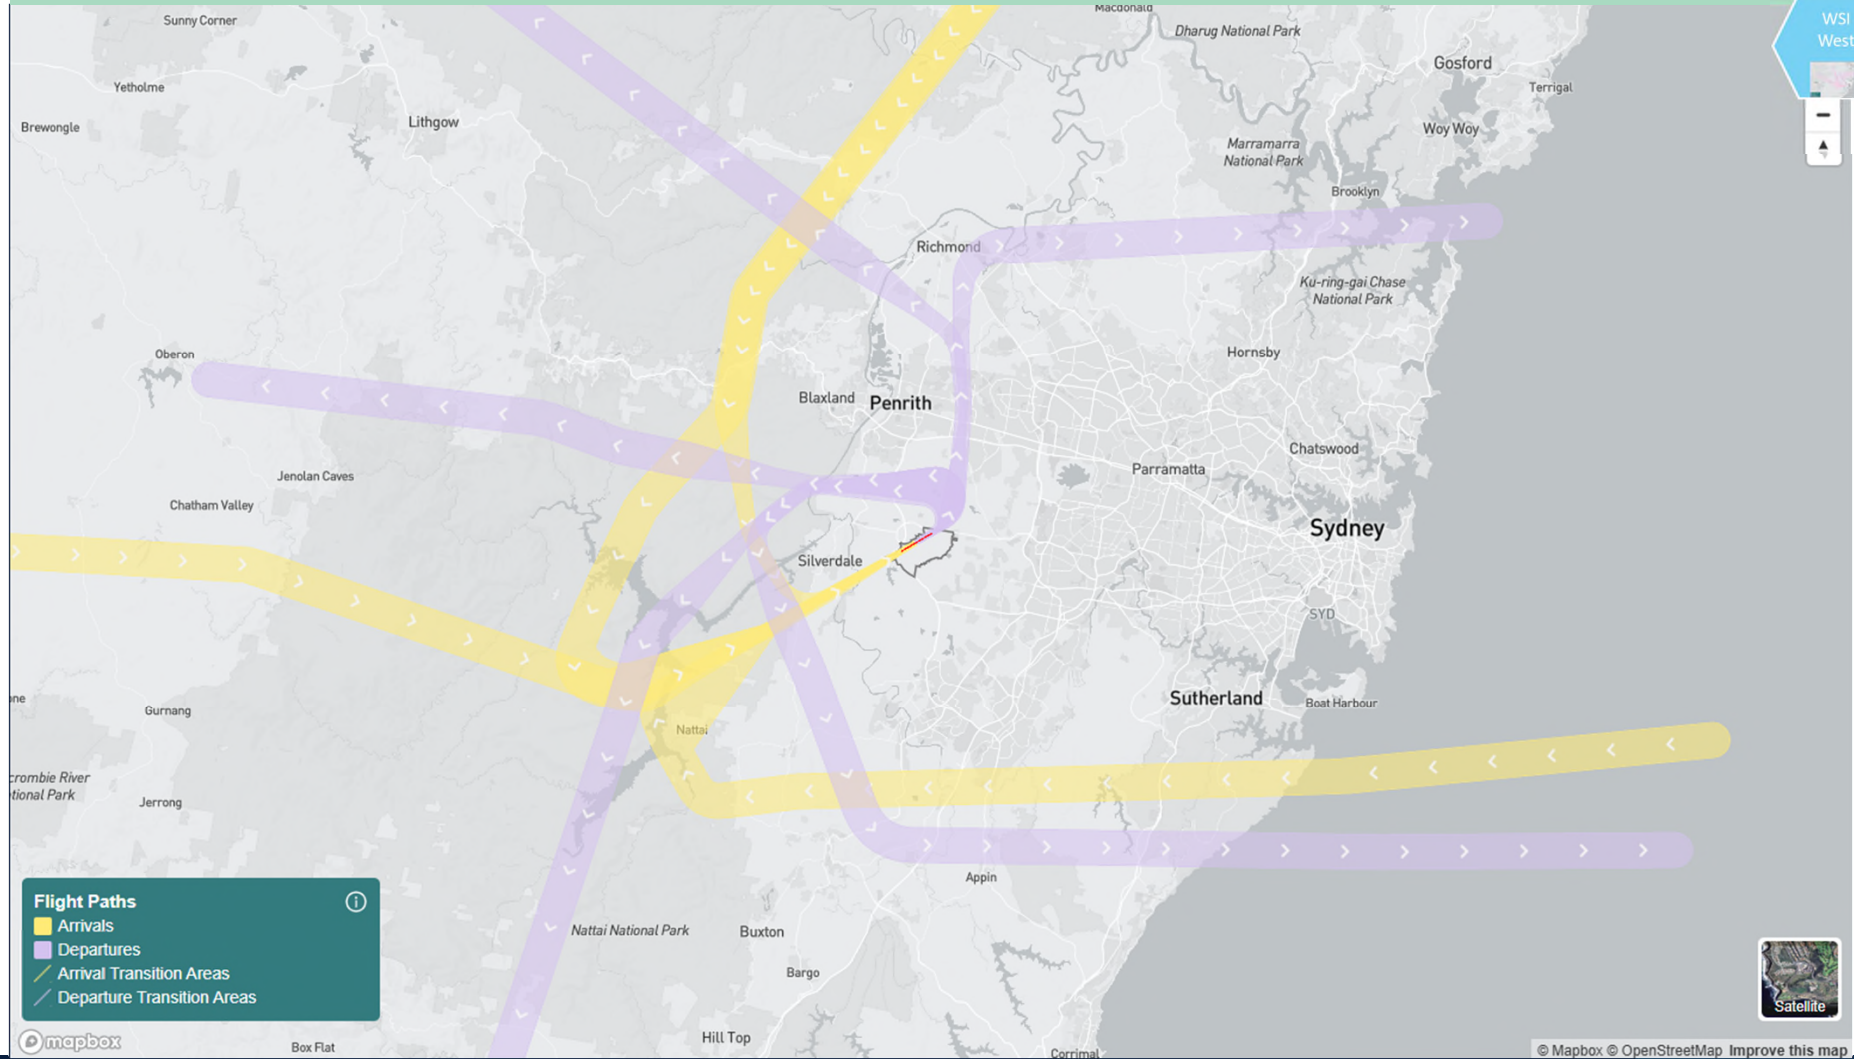 Sunny Corner
Macdonald
Dharug National Park
WSI
West
Gosford
Yetholme
Terrigal
Brewongle
Lithgow
Woy Woy
Marramarra
National Park
Brooklyn
Richmond
Ku-ring-gai Chase
National Park
Oberon
Hornsby
Blaxland
Penrith
Chatswood
Parramatta
Jenolan Caves
Chatham Valley
Sydney
Silverdale
SYD
Sutherland
Boat Harbour
one
Gurnang
Nattai
crombie River
tional Park
Jerrong
Appin
Flight Paths
Arrivals
Departures
Arrival Transition Areas
Departure Transition Areas
Nattai National Park
Buxton
Bargo
Satellite
Hill Top
mapbox
Box Flat
Corrimal
© Mapbox © OpenStreetMap Improve this map